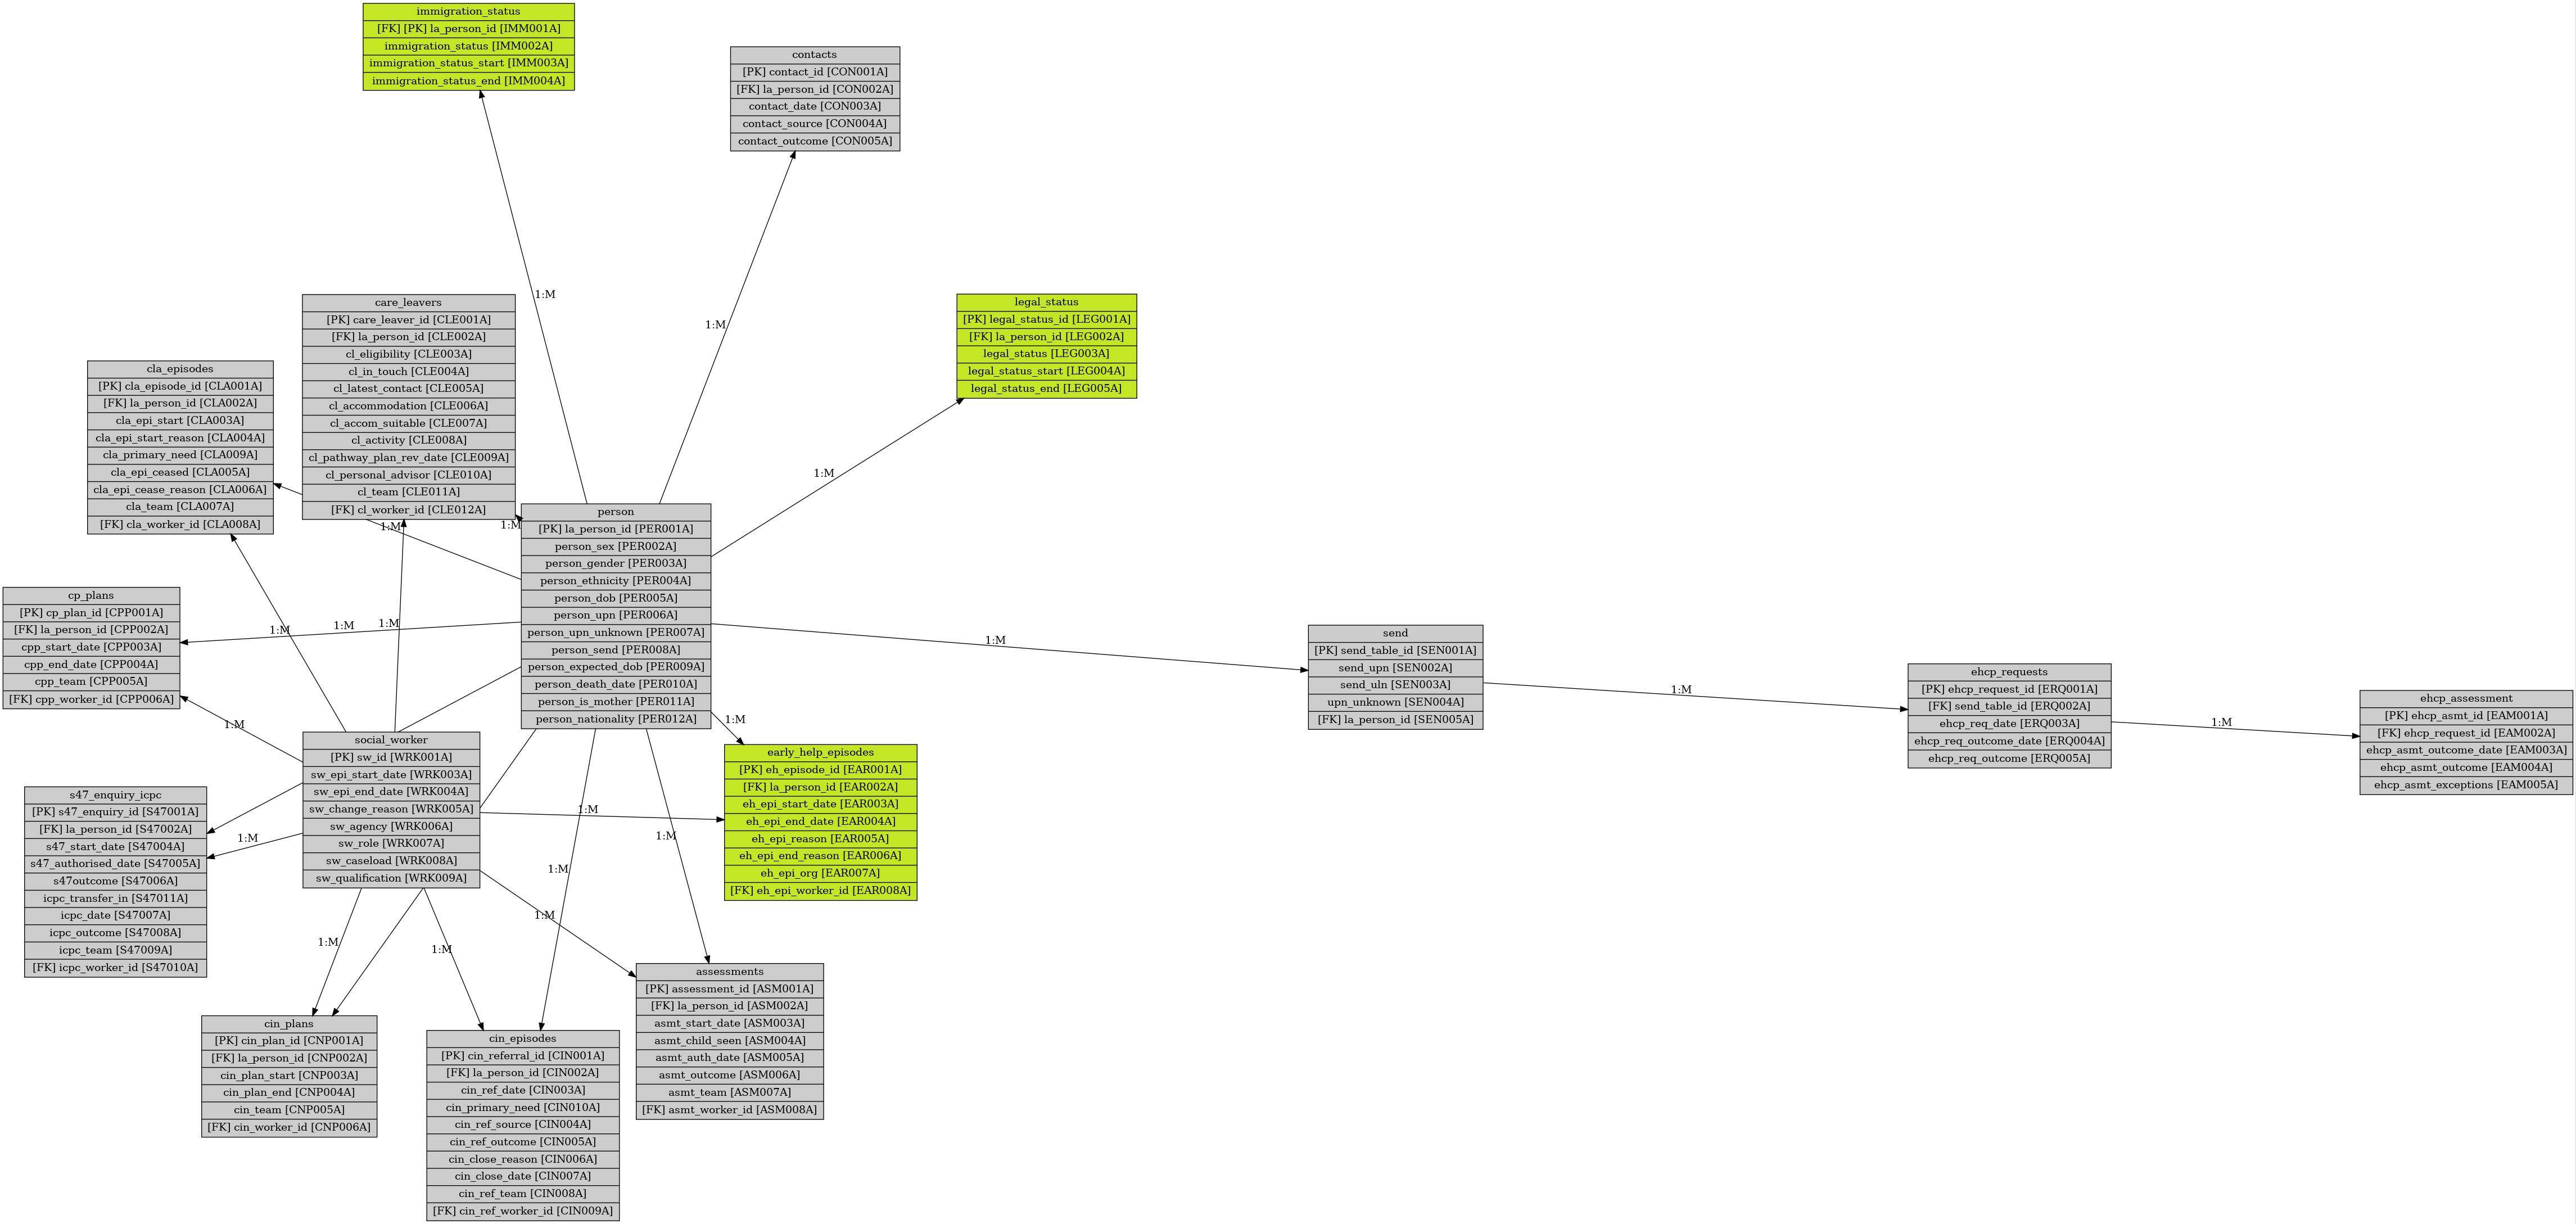 immigration_status
[FK] [PK] la_person_id [IMM001A]
immigration_status [IMM002A]
immigration_status_start [IMM003A]
immigration_status_end [IMM004A]
contacts
[PK] contact_id [CON001A]
[FK] la_person_id [CON002A]
contact_date [CON003A]
contact_source [CON004A]
contact_outcome [CON005A]
1:M
1:M
legal_status
[PK] legal_status_id [LEG001A]
[FK] la_person_id [LEG002A]
legal_status [LEG003A]
legal_status_start [LEG004A]
legal_status_end [LEG005A]
1:M
care_leavers
[PK] care_leaver_id [CLE001A]
[FK] la_person_id [CLE002A]
cl_eligibility [CLE003A]
cl_in_touch [CLE004A]
cl_latest_contact [CLE005A]
cl_accommodation [CLE006A]
cl_accom_suitable [CLE007A]
cl_activity [CLE008A]
cl_pathway_plan_rev_date [CLE009A]
cl_personal_advisor [CLE010A]
cl_team [CLE011A]
[FK] cl_worker_id [CLE012A]
cla_episodes
[PK] cla_episode_id [CLA001A]
[FK] la_person_id [CLA002A]
cla_epi_start [CLA003A]
cla_epi_start_reason [CLA004A]
cla_primary_need [CLA009A]
cla_epi_ceased [CLA005A]
cla_epi_cease_reason [CLA006A]
cla_team [CLA007A]
[FK] cla_worker_id [CLA008A]
1:M
1:M
person
[PK] la_person_id [PER001A]
person_sex [PER002A]
person_gender [PER003A]
person_ethnicity [PER004A]
person_dob [PER005A]
person_upn [PER006A]
person_upn_unknown [PER007A]
person_send [PER008A]
person_expected_dob [PER009A]
person_death_date [PER010A]
person_is_mother [PER011A]
person_nationality [PER012A]
cp_plans
[PK] cp_plan_id [CPP001A]
[FK] la_person_id [CPP002A]
cpp_start_date [CPP003A]
cpp_end_date [CPP004A]
cpp_team [CPP005A]
[FK] cpp_worker_id [CPP006A]
1:M
1:M
1:M
1:M
send
[PK] send_table_id [SEN001A]
send_upn [SEN002A]
send_uln [SEN003A]
upn_unknown [SEN004A]
[FK] la_person_id [SEN005A]
1:M
ehcp_requests
[PK] ehcp_request_id [ERQ001A]
[FK] send_table_id [ERQ002A]
ehcp_req_date [ERQ003A]
ehcp_req_outcome_date [ERQ004A]
ehcp_req_outcome [ERQ005A]
1:M
ehcp_assessment
[PK] ehcp_asmt_id [EAM001A]
[FK] ehcp_request_id [EAM002A]
ehcp_asmt_outcome_date [EAM003A]
ehcp_asmt_outcome [EAM004A]
ehcp_asmt_exceptions [EAM005A]
1:M
1:M
social_worker
[PK] sw_id [WRK001A]
sw_epi_start_date [WRK003A]
sw_epi_end_date [WRK004A]
sw_change_reason [WRK005A]
sw_agency [WRK006A]
sw_role [WRK007A]
sw_caseload [WRK008A]
sw_qualification [WRK009A]
early_help_episodes
[PK] eh_episode_id [EAR001A]
[FK] la_person_id [EAR002A]
eh_epi_start_date [EAR003A]
eh_epi_end_date [EAR004A]
eh_epi_reason [EAR005A]
eh_epi_end_reason [EAR006A]
eh_epi_org [EAR007A]
[FK] eh_epi_worker_id [EAR008A]
s47_enquiry_icpc
[PK] s47_enquiry_id [S47001A]
[FK] la_person_id [S47002A]
s47_start_date [S47004A]
s47_authorised_date [S47005A]
s47outcome [S47006A]
icpc_transfer_in [S47011A]
icpc_date [S47007A]
icpc_outcome [S47008A]
icpc_team [S47009A]
[FK] icpc_worker_id [S47010A]
1:M
1:M
1:M
1:M
1:M
1:M
1:M
assessments
[PK] assessment_id [ASM001A]
[FK] la_person_id [ASM002A]
asmt_start_date [ASM003A]
asmt_child_seen [ASM004A]
asmt_auth_date [ASM005A]
asmt_outcome [ASM006A]
asmt_team [ASM007A]
[FK] asmt_worker_id [ASM008A]
cin_plans
[PK] cin_plan_id [CNP001A]
[FK] la_person_id [CNP002A]
cin_plan_start [CNP003A]
cin_plan_end [CNP004A]
cin_team [CNP005A]
[FK] cin_worker_id [CNP006A]
cin_episodes
[PK] cin_referral_id [CIN001A]
[FK] la_person_id [CIN002A]
cin_ref_date [CIN003A]
cin_primary_need [CIN010A]
cin_ref_source [CIN004A]
cin_ref_outcome [CIN005A]
cin_close_reason [CIN006A]
cin_close_date [CIN007A]
cin_ref_team [CIN008A]
[FK] cin_ref_worker_id [CIN009A]